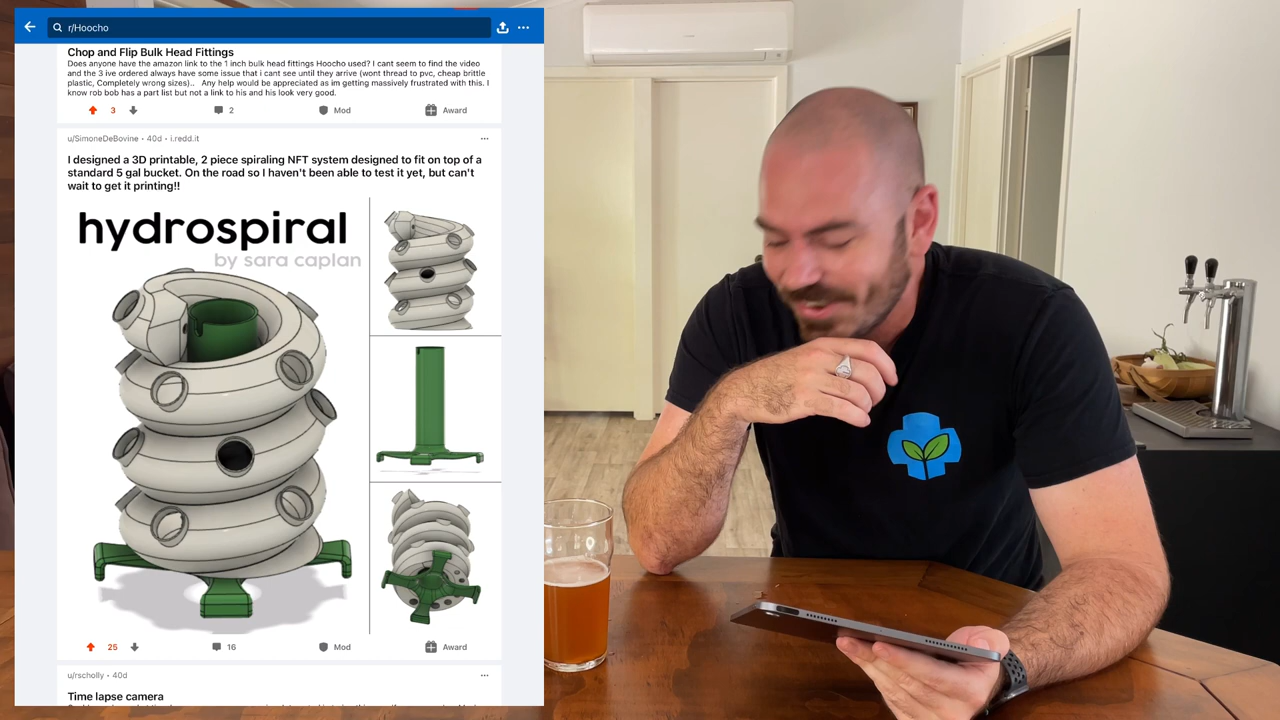 r/Hoocho
Chop and Flip Bulk Head Fittings
Does anyone have the amazon link to the 1 inch bulk head fittings Hoocho used? I cant seem to find the video
and the 3 ive ordered always have some issue that i cant see until they arrive (wont thread to pvc, cheap brittle
plastic, Completely wrong sizes).. Any help would be appreciated as im getting massively frustrated with this. I
know rob bob has a part list but not a link to his and his look very good.
3
2
Mod
Award
u/SimoneDeBovine • 40d • i.redd.it
I designed a 3D printable, 2 piece spiraling NFT system designed to fit on top of a
standard 5 gal bucket. On the road so I haven't been able to test it yet, but can't
wait to get it printing!!
hydrospiral
by sara caplan
25
16
Mod
Award
u/rscholly • 40d
Time lapse camera